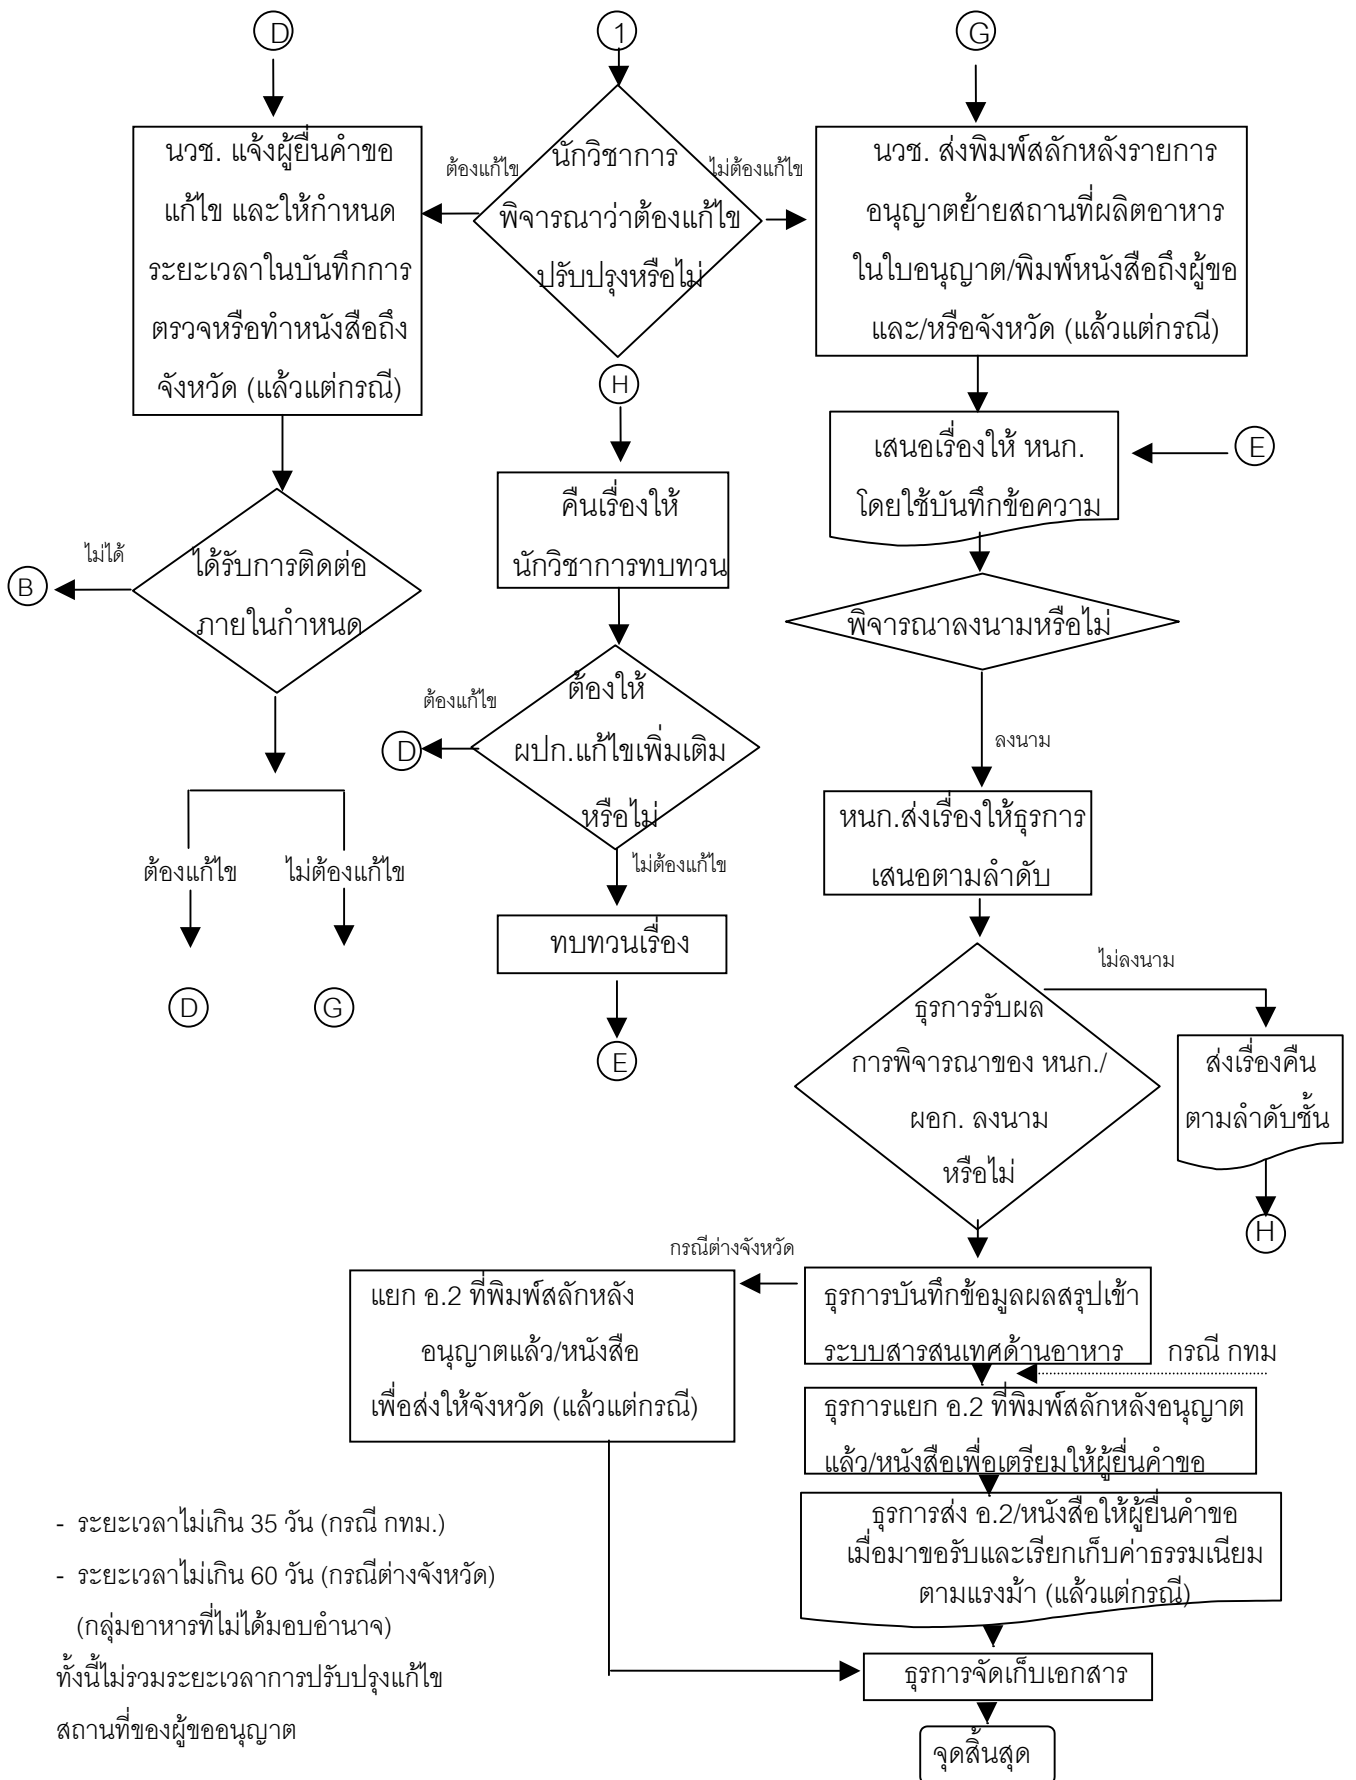 D
1
G
นวช. แจ้งผู้ยื่นคำขอ
แก้ไข และให้กำหนด
ระยะเวลาในบันทึกการ
ตรวจหรือทำหนังสือถึง
จังหวัด (แล้วแต่กรณี)
ต้องแก้ไข
นักวิชาการ
พิจารณาว่าต้องแก้ไข
ปรับปรุงหรือไม่
ไม่ต้องแก้ไข
นวช. ส่งพิมพ์สลักหลังรายการ
อนุญาตย้ายสถานที่ผลิตอาหาร
ในใบอนุญาต/พิมพ์หนังสือถึงผู้ขอ
และ/หรือจังหวัด (แล้วแต่กรณี)
H
เสนอเรื่องให้ หนก.
โดยใช้บันทึกข้อความ
E
คืนเรื่องให้
นักวิชาการทบทวน
ไม่ได้
B
ได้รับการติดต่อ
ภายในกำหนด
พิจารณาลงนามหรือไม่
ต้องแก้ไข
D
ต้องให้
ผปก.แก้ไขเพิ่มเติม
หรือไม่
ลงนาม
หนก.ส่งเรื่องให้ธุรการ
เสนอตามลำดับ
ต้องแก้ไข
ไม่ต้องแก้ไข
ไม่ต้องแก้ไข
ทบทวนเรื่อง
D
G
E
ไม่ลงนาม
ธุรการรับผล
การพิจารณาของ หนก./
ผอก. ลงนาม
หรือไม่
ส่งเรื่องคืน
ตามลำดับชั้น
H
กรณีต่างจังหวัด
แยก อ.2 ที่พิมพ์สลักหลัง
อนุญาตแล้ว/หนังสือ
เพื่อส่งให้จังหวัด (แล้วแต่กรณี)
ธุรการบันทึกข้อมูลผลสรุปเข้า
ระบบสารสนเทศด้านอาหาร
กรณี กทม
ธุรการแยก อ.2 ที่พิมพ์สลักหลังอนุญาต
แล้ว/หนังสือเพื่อเตรียมให้ผู้ยื่นคำขอ
ธุรการส่ง อ.2/หนังสือให้ผู้ยื่นคำขอ
เมื่อมาขอรับและเรียกเก็บค่าธรรมเนียม
ตามแรงม้า (แล้วแต่กรณี)
- ระยะเวลาไม่เกิน 35 วัน (กรณี กทม.)
- ระยะเวลาไม่เกิน 60 วัน (กรณีต่างจังหวัด)
(กลุ่มอาหารที่ไม่ได้มอบอำนาจ)
ทั้งนี้ไม่รวมระยะเวลาการปรับปรุงแก้ไข
สถานที่ของผู้ขออนุญาต
ธุรการจัดเก็บเอกสาร
จุดสิ้นสุด